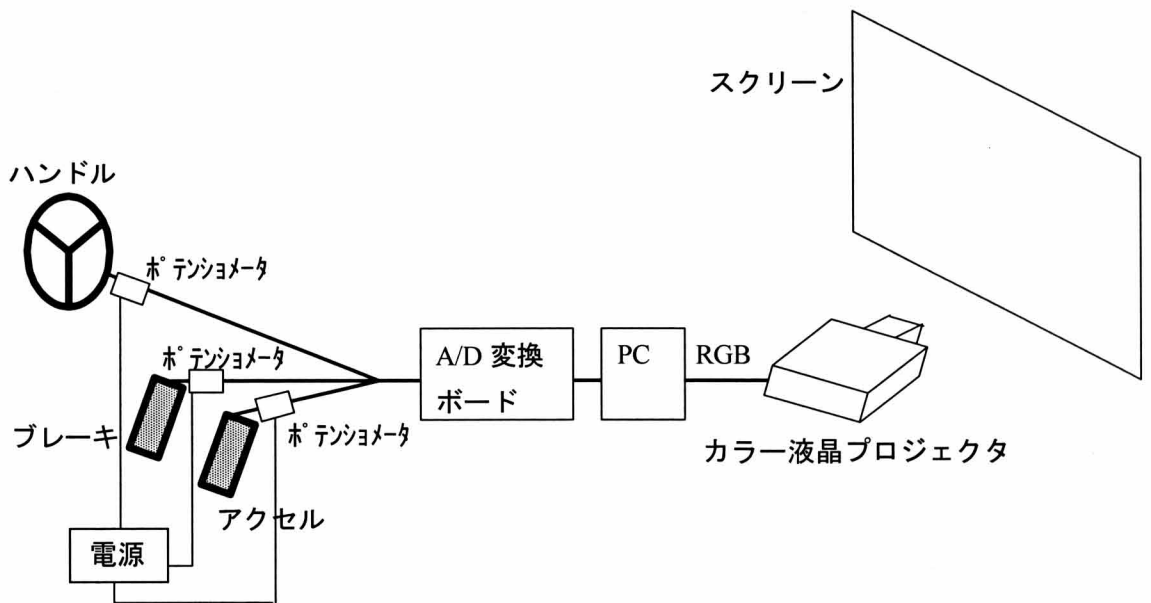 スクリーン
ハンドル
ﾎﾟﾃﾝｼｮﾒｰﾀ
ﾎﾟﾃﾝｼｮﾒｰﾀ
A/D 変換
ボード
PC
RGB
ブレーキ
ﾎﾟﾃﾝｼｮﾒｰﾀ
カラー液晶プロジェクタ
アクセル
電源